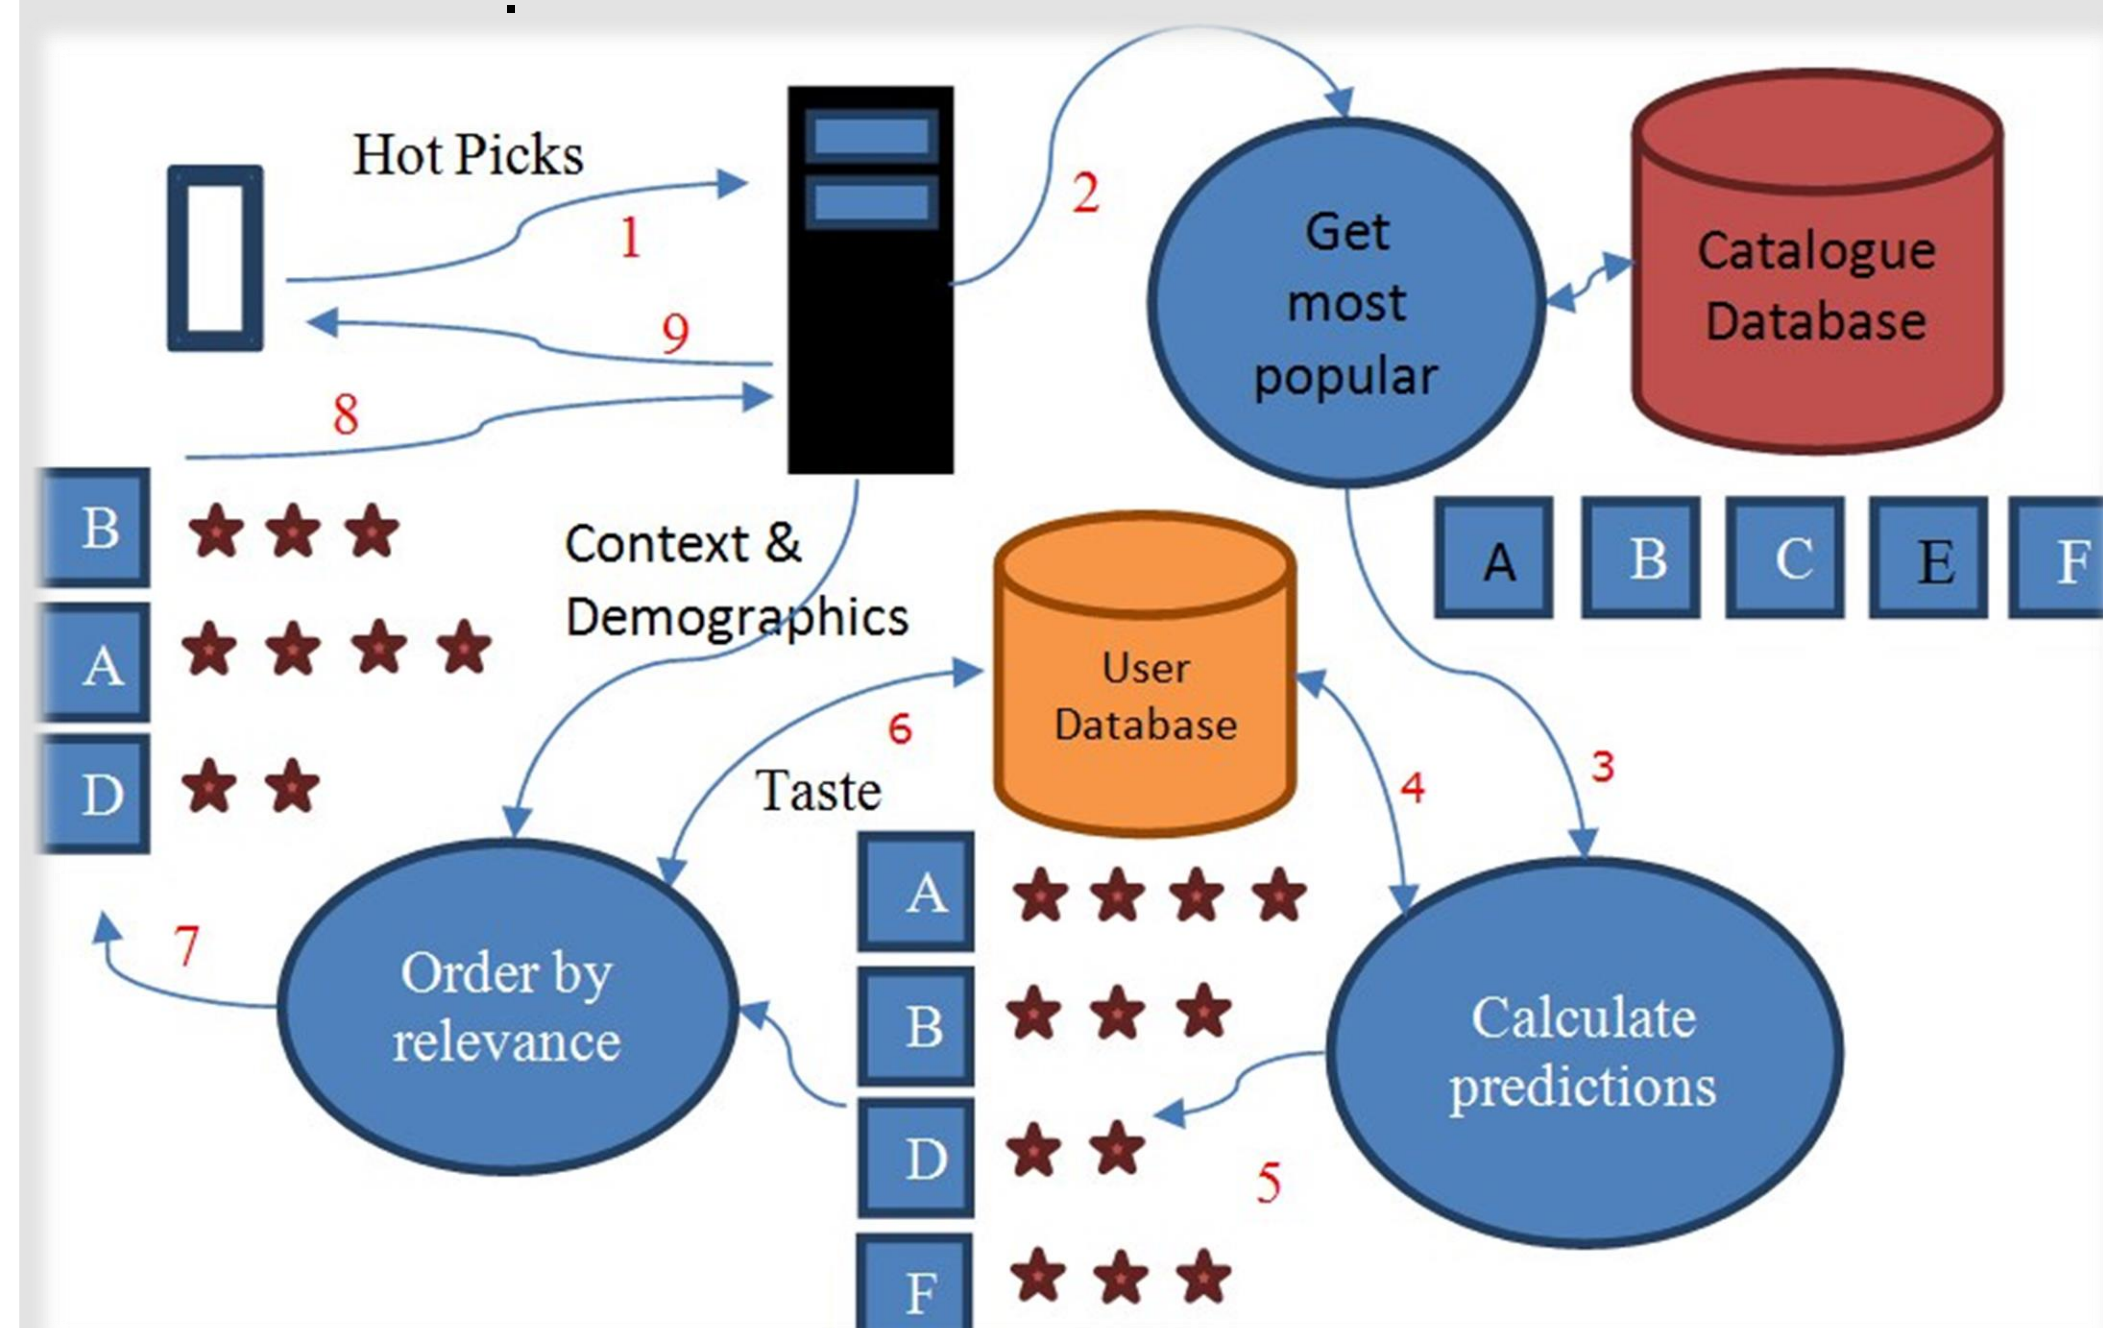 Hot Picks
1
2
Get
most
popular
Catalogue
Database
9
8
B
A
D
Context &
Demographics
User
Database
A B C E F
6
Taste
4
3
A
B
D
F
7
Order by
relevance
Calculate
predictions
5